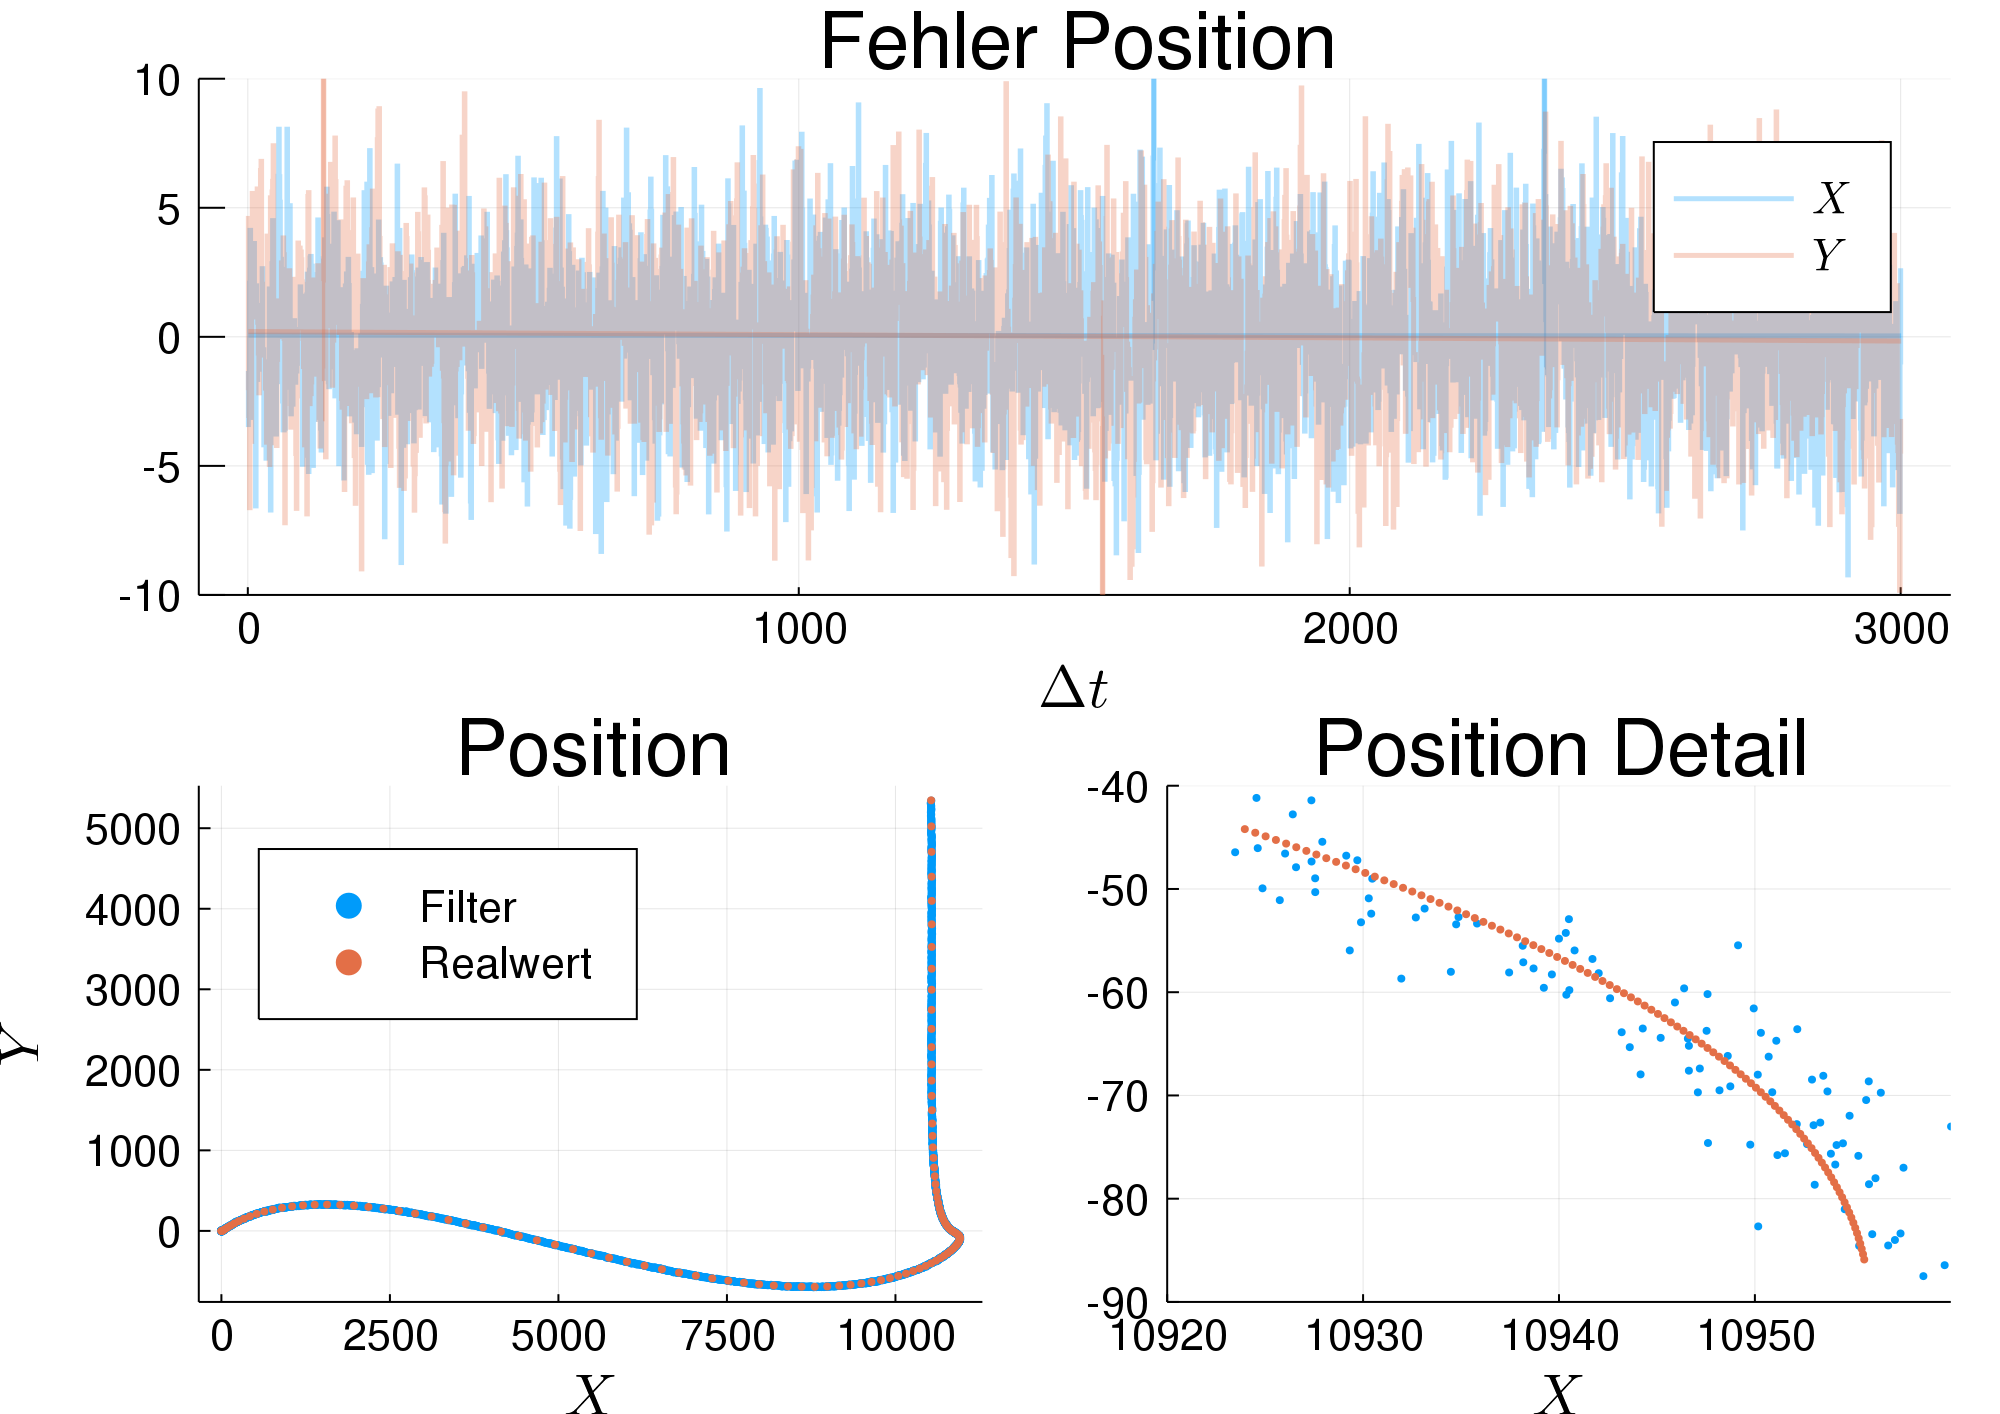 Fehler Position
10
5
0
-5
-10
X
Y
0 1000 2000 3000
Δt
Position
Y
5000
4000
3000
2000
1000
0
Filter
Realwert
0 2500 5000 7500 10000
X
Position Detail
-40
-50
-60
-70
-80
-90
10920 10930 10940 10950
X